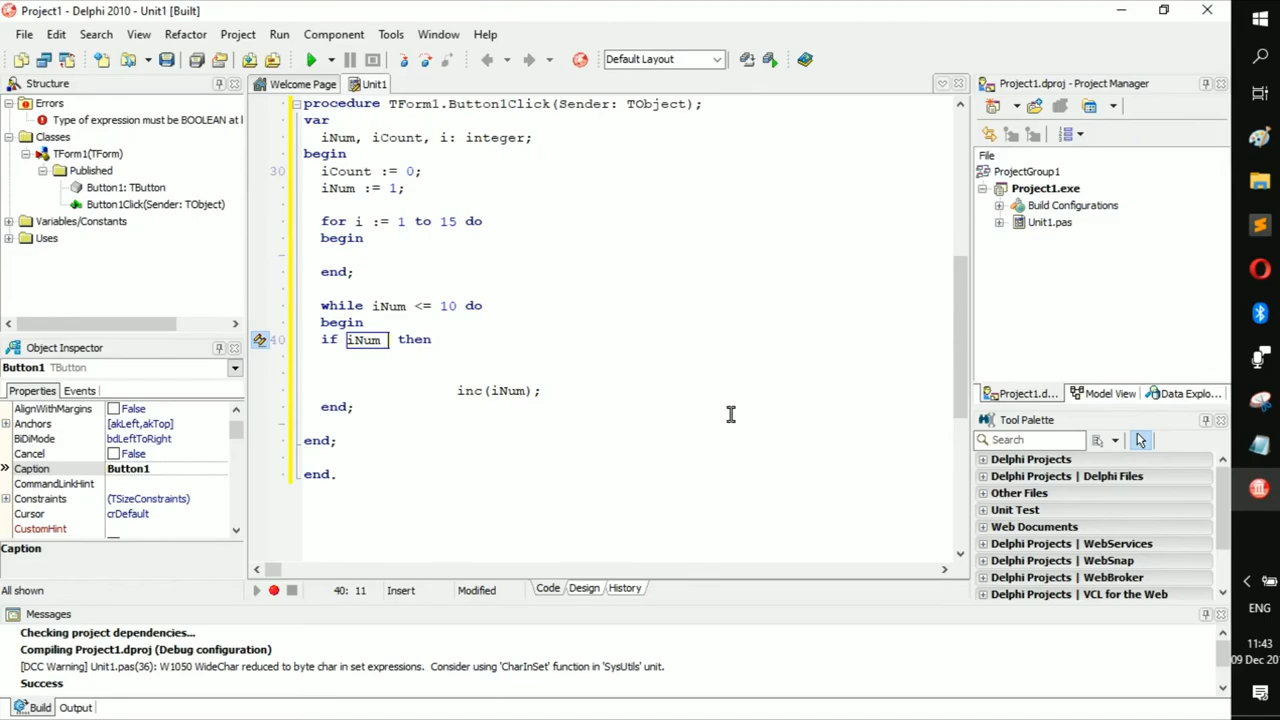 Project1 - Delphi 2010 - Unit1 [Built]
File Edit Search View Refactor Project Run Component Tools Window Help
Default Layout
Structure
Errors
Type of expression must be BOOLEAN at l
Classes
TForm1(TForm)
Published
Button1: TButton
Button1Click(Sender: TObject)
Variables/Constants
Uses
Object Inspector
Button1 TButton
Properties Events
AlignWithMargins False
Anchors [akLeft,akTop]
BiDiMode bdLeftToRight
Cancel False
Caption Button1
CommandLinkHint
Constraints (TSizeConstraints)
Cursor crDefault
CustomHint
Caption
All shown
Welcome Page Unit1
procedure TForm1.Button1Click(Sender: TObject);
var
iNum, iCount, i: integer;
begin
30 iCount := 0;
iNum := 1;
for i := 1 to 15 do
begin
end;
while iNum <= 10 do
begin
40 if iNum then
inc(iNum);
end;
end;
end.
40: 11 Insert Modified Code Design History
Project1.dproj - Project Manager
File
ProjectGroup1
Project1.exe
Build Configurations
Unit1.pas
Project1.d... Model View Data Explo...
Tool Palette
Search
Delphi Projects
Delphi Projects | Delphi Files
Other Files
Unit Test
Web Documents
Delphi Projects | WebServices
Delphi Projects | WebSnap
Delphi Projects | WebBroker
Delphi Projects | VCL for the Web
Messages
Checking project dependencies...
Compiling Project1.dproj (Debug configuration)
[DCC Warning] Unit1.pas(36): W1050 WideChar reduced to byte char in set expressions. Consider using 'CharInSet' function in 'SysUtils' unit.
Success
Build Output
ENG
11:43
09 Dec 20